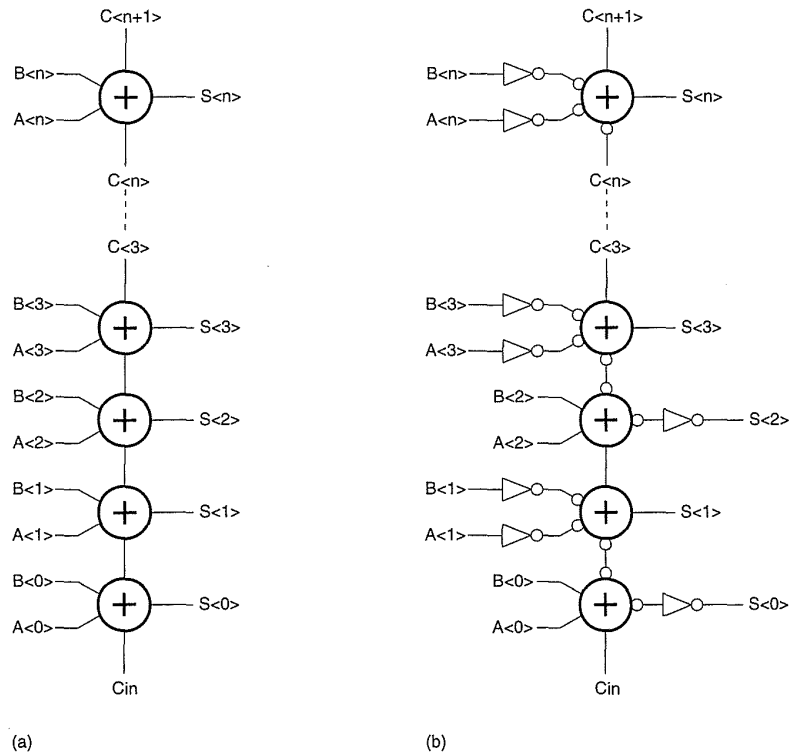 C<n+1>
B<n>
+
S<n>
A<n>
C<n>
C<3>
B<3>
+
S<3>
A<3>
B<2>
+
S<2>
A<2>
B<1>
+
S<1>
A<1>
B<0>
+
S<0>
A<0>
Cin
(a)
C<n+1>
B<n>
+
S<n>
A<n>
C<n>
C<3>
B<3>
+
S<3>
A<3>
B<2>
+
S<2>
A<2>
B<1>
+
S<1>
A<1>
B<0>
+
S<0>
A<0>
Cin
(b)